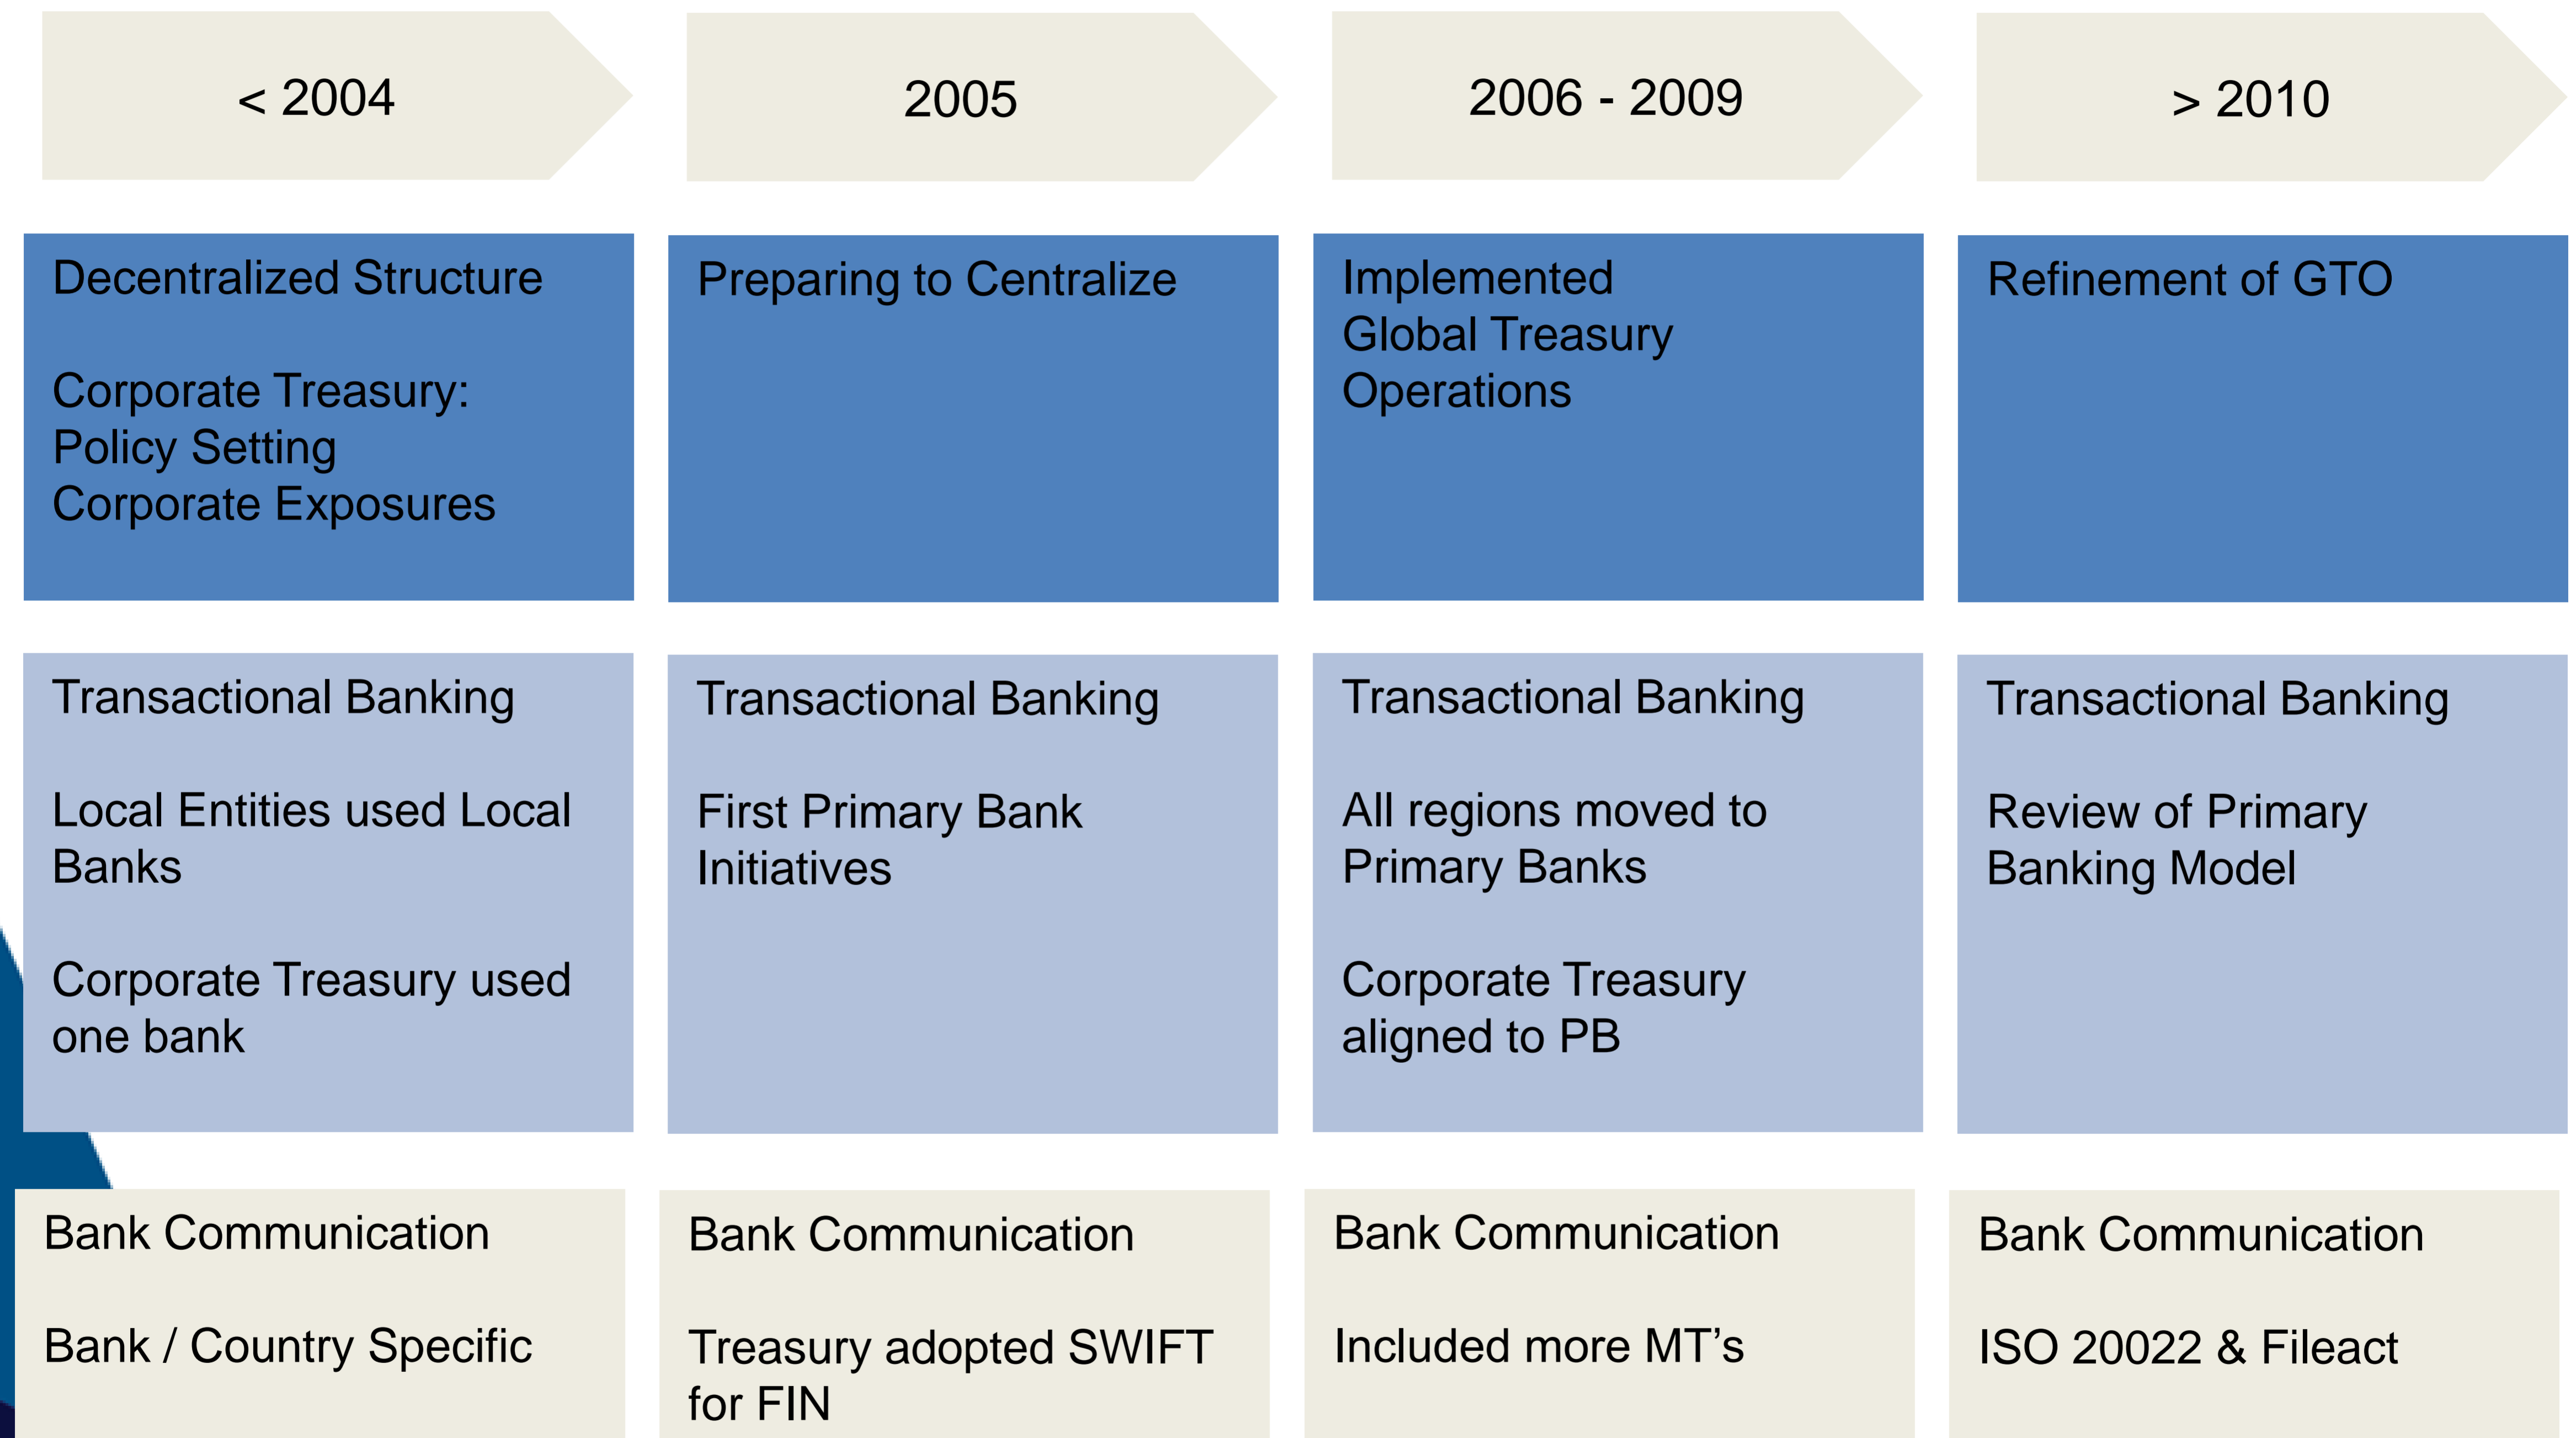 < 2004
2005
2006 - 2009
> 2010
Decentralized Structure
Corporate Treasury:
Policy Setting
Corporate Exposures
Preparing to Centralize
Implemented
Global Treasury
Operations
Refinement of GTO
Transactional Banking
Local Entities used Local
Banks
Corporate Treasury used
one bank
Transactional Banking
First Primary Bank
Initiatives
Transactional Banking
All regions moved to
Primary Banks
Corporate Treasury
aligned to PB
Transactional Banking
Review of Primary
Banking Model
Bank Communication
Bank / Country Specific
Bank Communication
Treasury adopted SWIFT
for FIN
Bank Communication
Included more MT’s
Bank Communication
ISO 20022 & Fileact